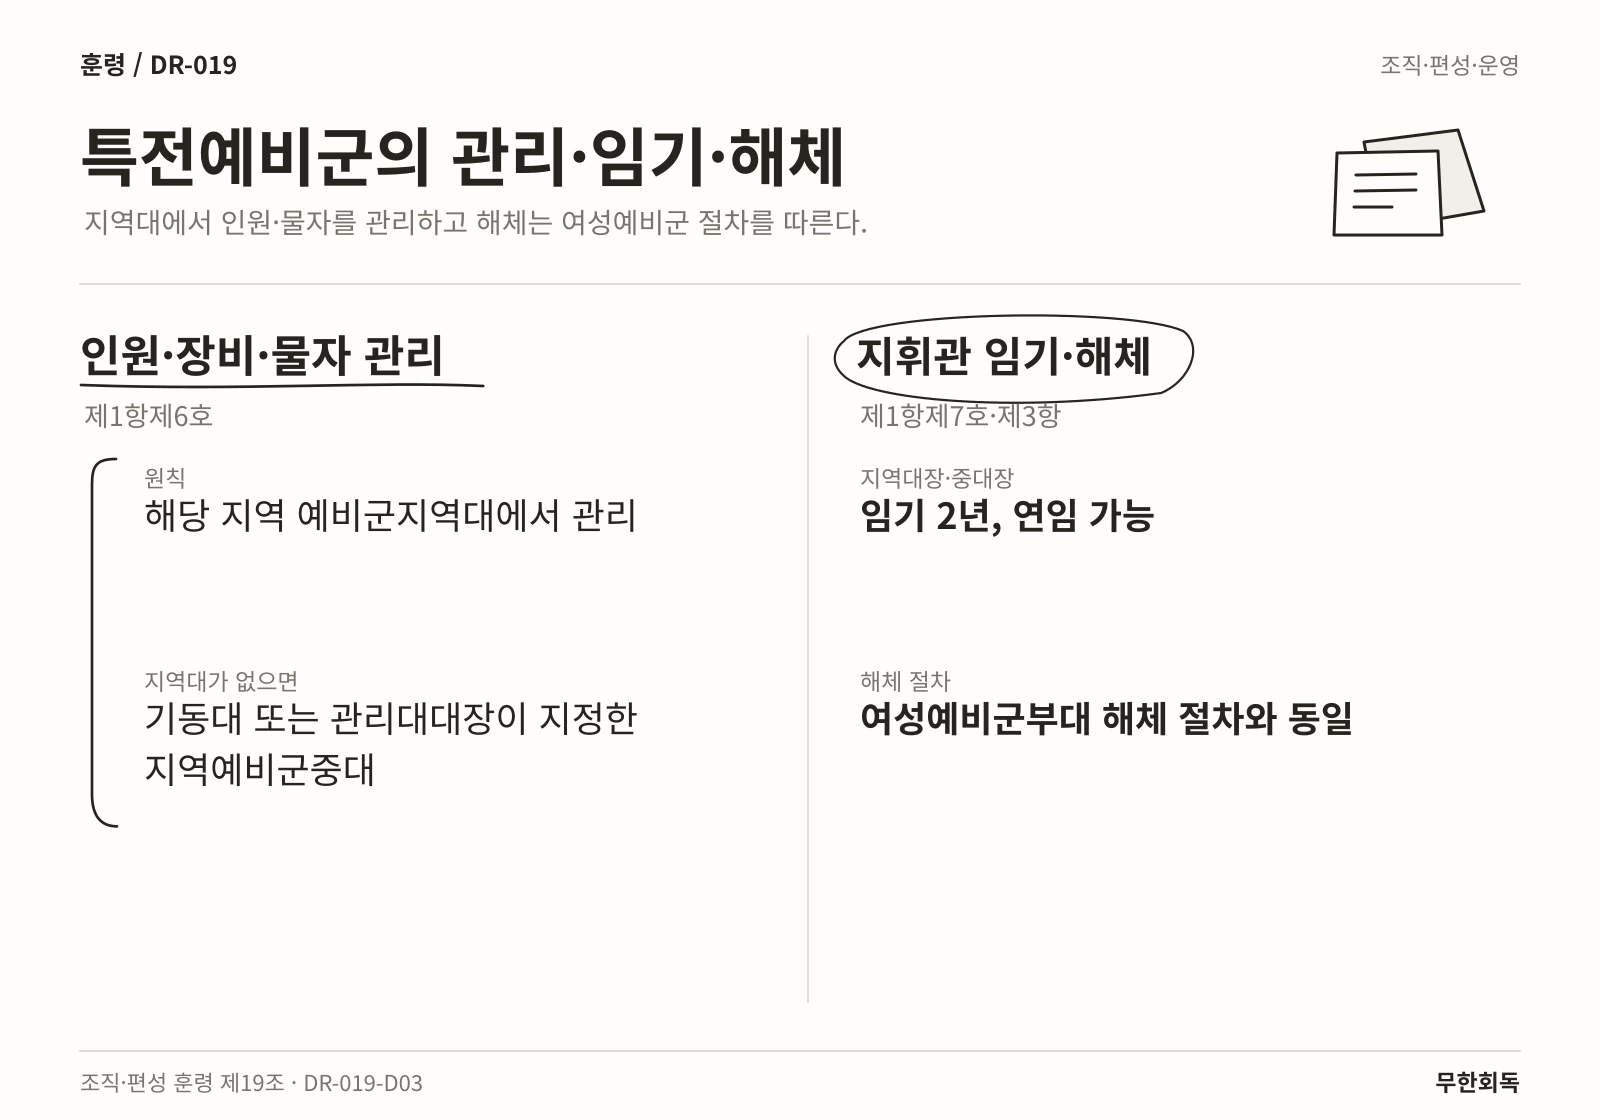 훈령 / DR-019
조직·편성·운영
특전예비군의 관리·임기·해체
지역대에서 인원·물자를 관리하고 해체는 여성예비군 절차를 따른다.
인원·장비·물자 관리
제1항제6호
원칙
해당 지역 예비군지역대에서 관리
지역대가 없으면
기동대 또는 관리대대장이 지정한
지역예비군중대
지휘관 임기·해체
제1항제7호·제3항
지역대장·중대장
임기 2년, 연임 가능
해체 절차
여성예비군부대 해체 절차와 동일
조직·편성 훈령 제19조 · DR-019-D03
무한회독